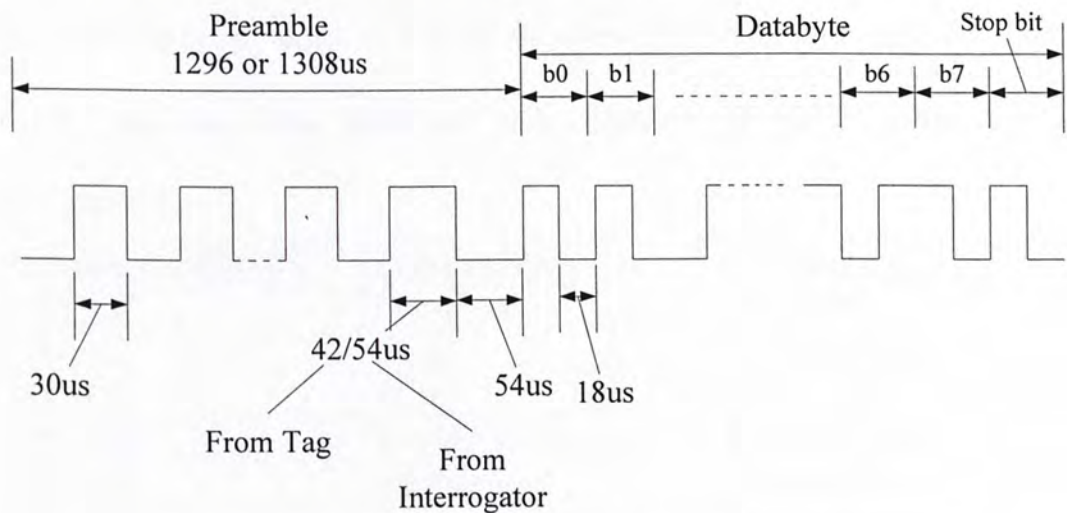 Preamble
1296 or 1308us
Databyte
Stop bit
b0
b1
b6
b7
30us
42/54us
54us
18us
From Tag
From
Interrogator